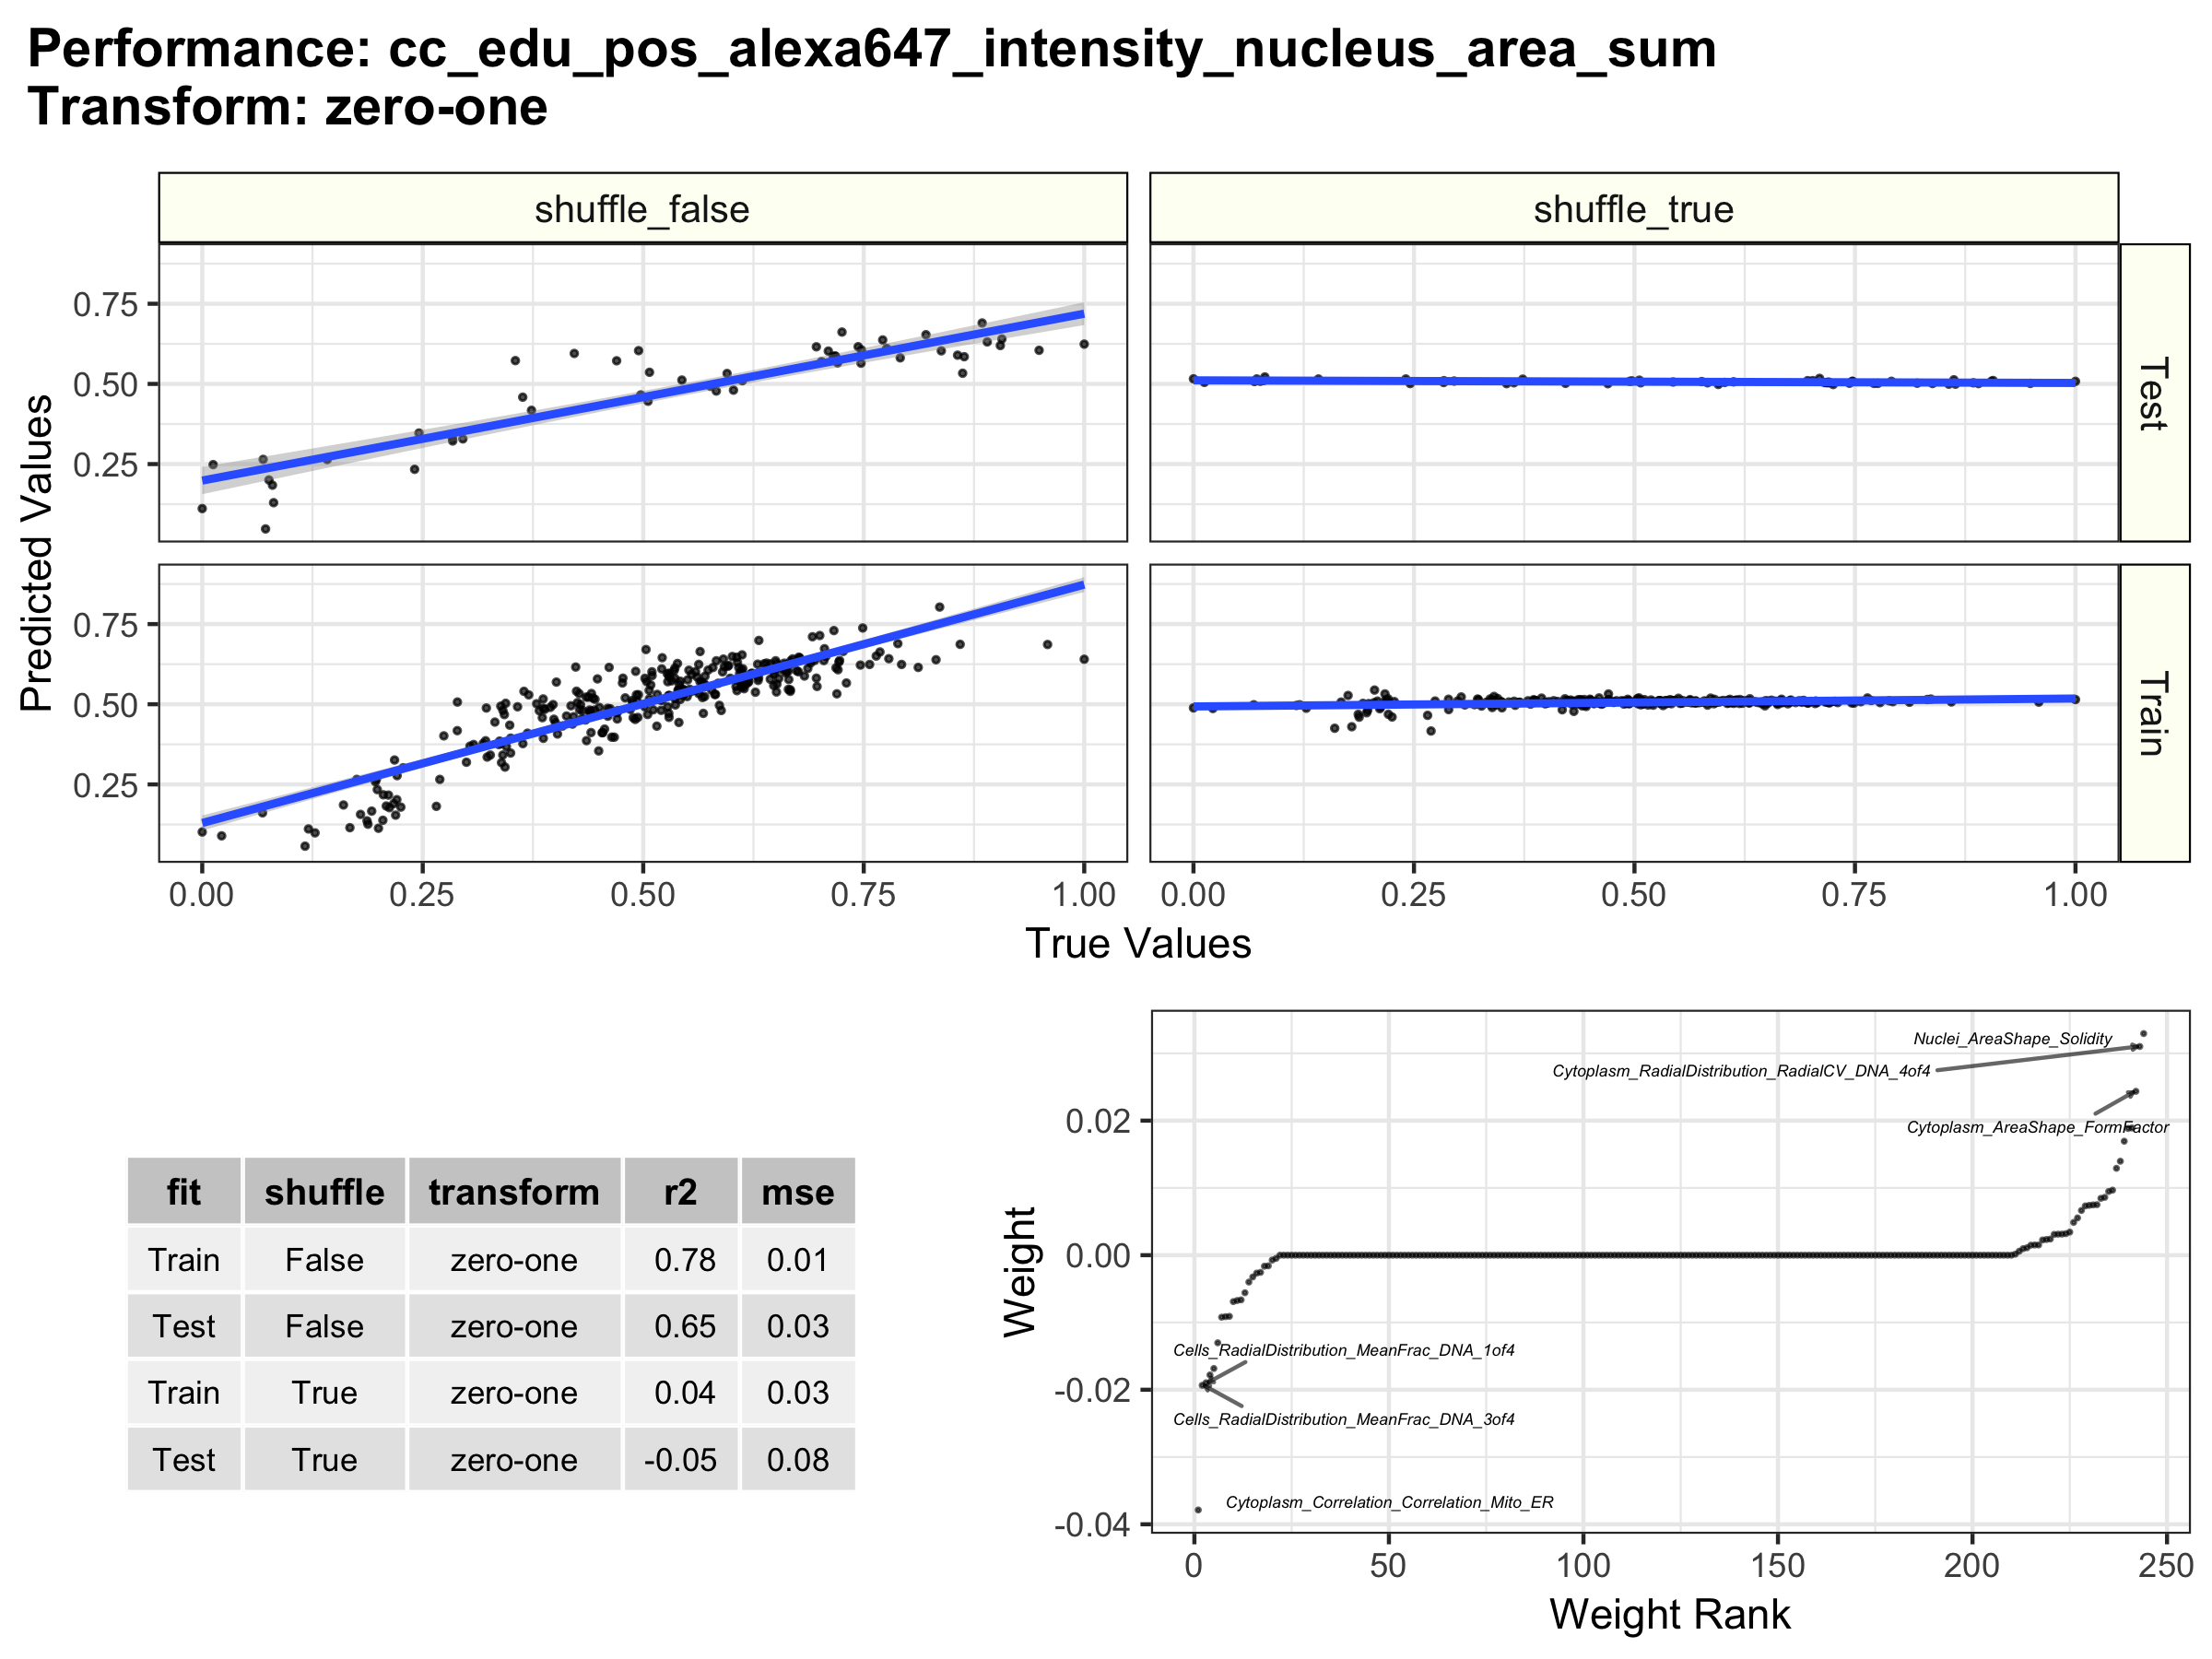 Performance: cc_edu_pos_alexa647_intensity_nucleus_area_sum
Transform: zero-one
shuffle_false
shuffle_true
0.75
0.50
0.25
Test
0.75
0.50
0.25
Train
Predicted Values
0.00 0.25 0.50 0.75 1.00 0.00 0.25 0.50 0.75 1.00
True Values
fit shuffle transform r2 mse
Train False zero-one 0.78 0.01
Test False zero-one 0.65 0.03
Train True zero-one 0.04 0.03
Test True zero-one -0.05 0.08
Nuclei_AreaShape_Solidity
Cytoplasm_RadialDistribution_RadialCV_DNA_4of4
Cytoplasm_AreaShape_FormFactor
Cells_RadialDistribution_MeanFrac_DNA_1of4
Cells_RadialDistribution_MeanFrac_DNA_3of4
Cytoplasm_Correlation_Correlation_Mito_ER
0.02
0.00
-0.02
-0.04
Weight
0 50 100 150 200 250
Weight Rank